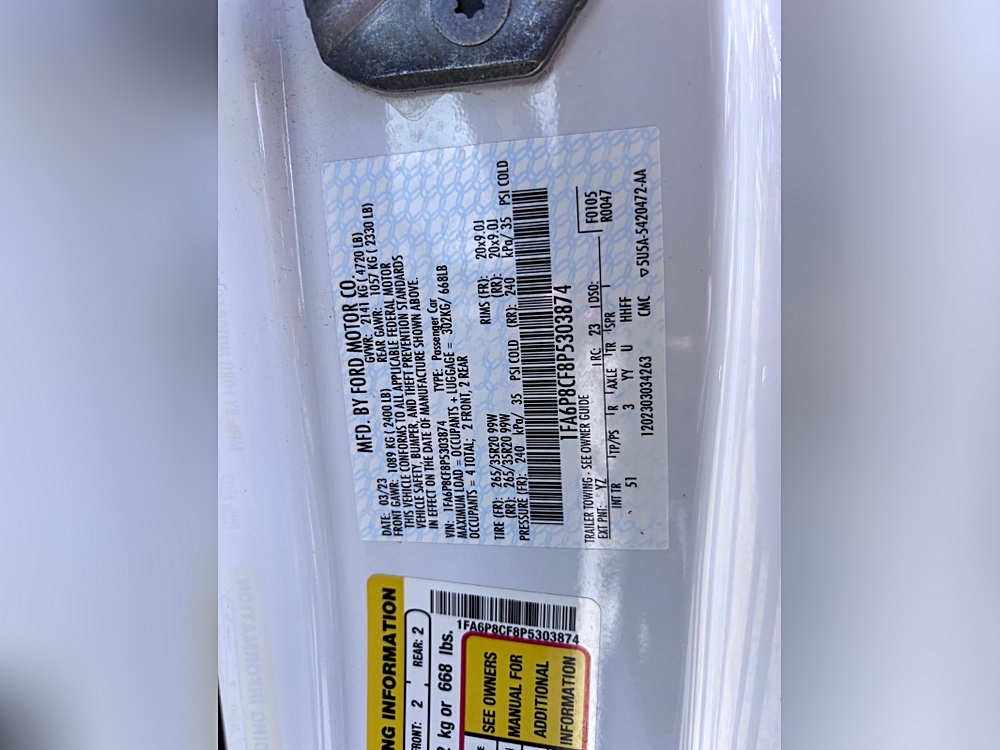 MFD. BY FORD MOTOR CO.
DATE: 03/23 GVWR: 2141 KG ( 4720 LB)
FRONT GAWR: 1089 KG ( 2400 LB) REAR GAWR: 1057 KG ( 2330 LB)
THIS VEHICLE CONFORMS TO ALL APPLICABLE FEDERAL MOTOR
VEHICLE SAFETY, BUMPER, AND THEFT PREVENTION STANDARDS
IN EFFECT ON THE DATE OF MANUFACTURE SHOWN ABOVE.
VIN: 1FA6P8CF8P5303874 TYPE: Passenger Car
MAXIMUM LOAD = OCCUPANTS + LUGGAGE = 302KG/ 668LB
OCCUPANTS = 4 TOTAL; 2 FRONT, 2 REAR
TIRE (FR): 265/35R20 99W RIMS (FR): 20x9.0J
(RR): 265/35R20 99W (RR): 20x9.0J
PRESSURE (FR): 240 kPa/ 35 PSI COLD (RR): 240 kPa/ 35 PSI COLD
1FA6P8CF8P5303874
TRAILER TOWING - SEE OWNER GUIDE
F0105
R0047
EXT PNT: YZ RC: 23 DSO:
INT TR TP/PS R AXLE TR SPR
51 3 YY U HHFF
1202303034263 CMC ▽5U5A-5420472-AA
NG INFORMATION
FRONT: 2 REAR: 2
kg or 668 lbs.
1FA6P8CF8P5303874
SEE OWNERS
MANUAL FOR
ADDITIONAL
INFORMATION